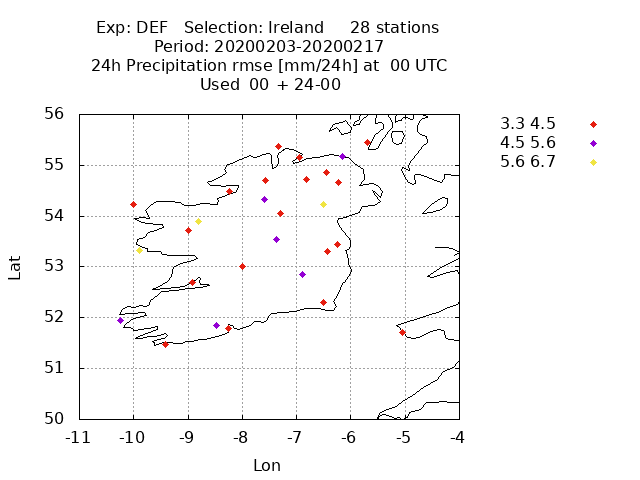 Exp: DEF   Selection: Ireland     28 stations
Period: 20200203-20200217
24h Precipitation rmse [mm/24h] at  00 UTC
Used  00  + 24-00
3.3 4.5
4.5 5.6
5.6 6.7
56
55
54
53
52
51
50
Lat
-11 -10 -9 -8 -7 -6 -5 -4
Lon